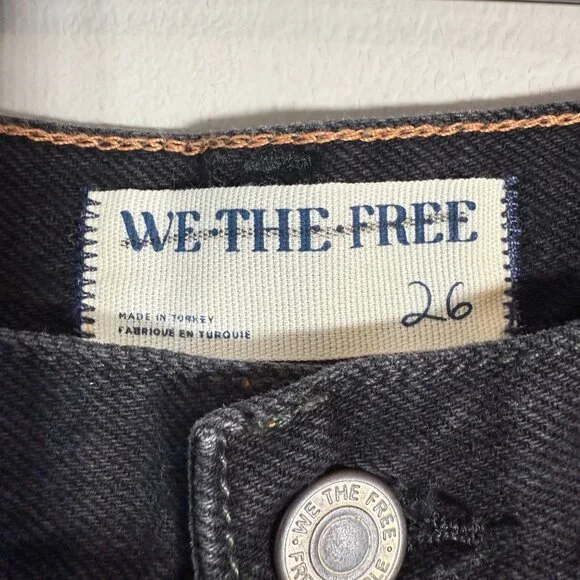 WE·THE·FREE
26
MADE IN TURKEY
FABRIQUE EN TURQUIE
WE THE FREE